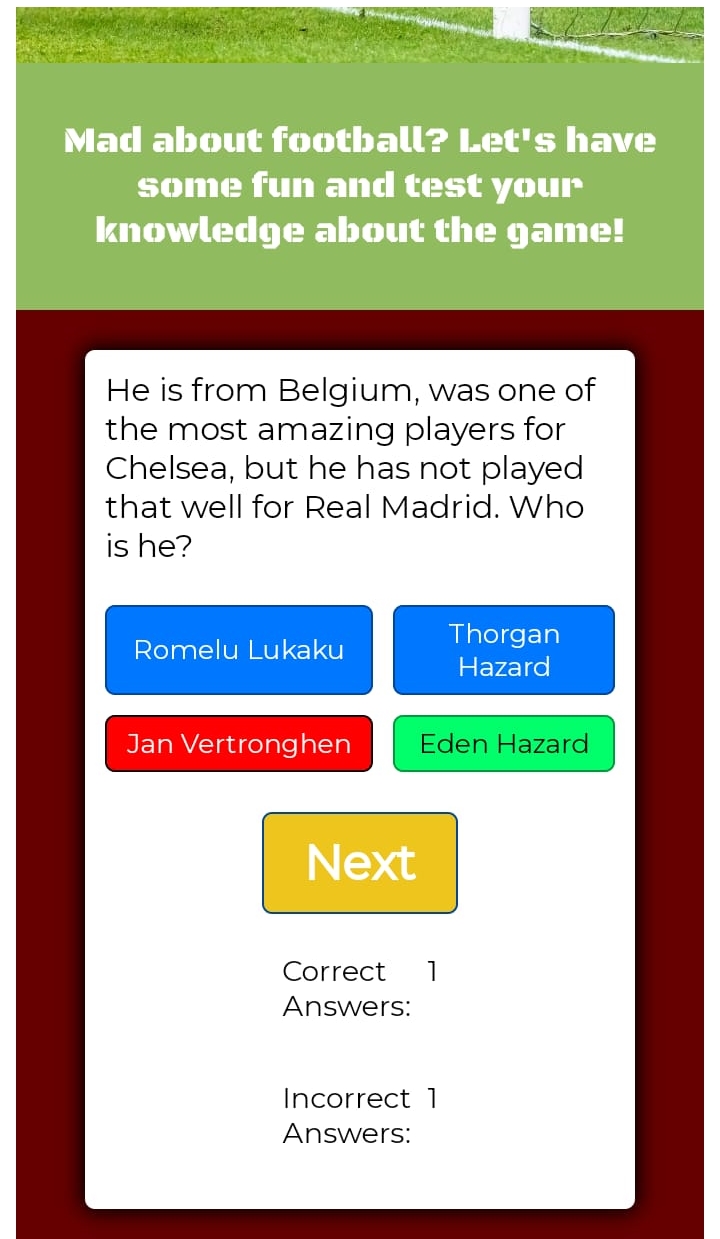 Mad about football? Let's have
some fun and test your
knowledge about the game!
He is from Belgium, was one of
the most amazing players for
Chelsea, but he has not played
that well for Real Madrid. Who
is he?
Romelu Lukaku
Thorgan
Hazard
Jan Vertronghen
Eden Hazard
Next
Correct 1
Answers:
Incorrect 1
Answers: